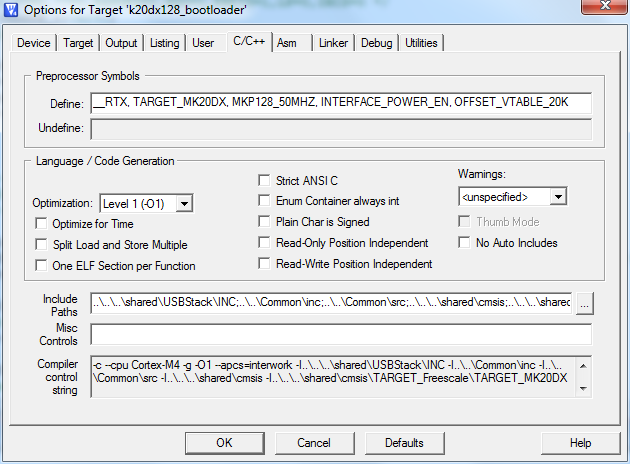 Options for Target 'k20dx128_bootloader'
Device Target Output Listing User C/C++ Asm Linker Debug Utilities
Preprocessor Symbols
Define: __RTX, TARGET_MK20DX, MKP128_50MHZ, INTERFACE_POWER_EN, OFFSET_VTABLE_20K
Undefine:
Language / Code Generation
Optimization: Level 1 (-O1)
Optimize for Time
Split Load and Store Multiple
One ELF Section per Function
Strict ANSI C
Enum Container always int
Plain Char is Signed
Read-Only Position Independent
Read-Write Position Independent
Warnings:
<unspecified>
Thumb Mode
No Auto Includes
Include Paths
..\..\..\shared\USBStack\INC;..\..\Common\inc;..\..\Common\src;..\..\..\shared\cmsis;..\..\..\shared
...
Misc Controls
Compiler control string
-c --cpu Cortex-M4 -g -O1 --apcs=interwork -I..\..\..\shared\USBStack\INC -I..\..\Common\inc -I..\..
\Common\src -I..\..\..\shared\cmsis -I..\..\..\shared\cmsis\TARGET_Freescale\TARGET_MK20DX
OK Cancel Defaults Help